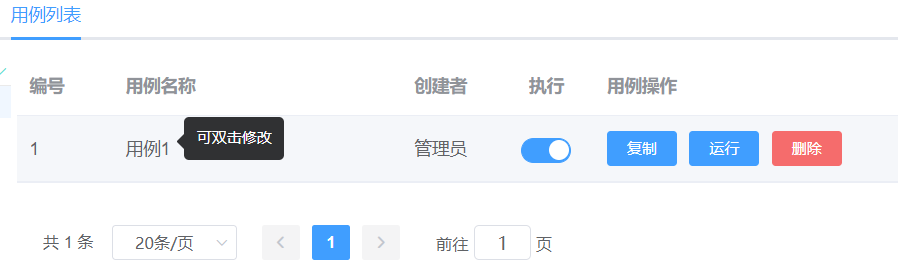 用例列表
编号 用例名称 创建者 执行 用例操作
1 用例1 可双击修改 管理员 复制 运行 删除
共 1 条 20条/页 1 前往 1 页